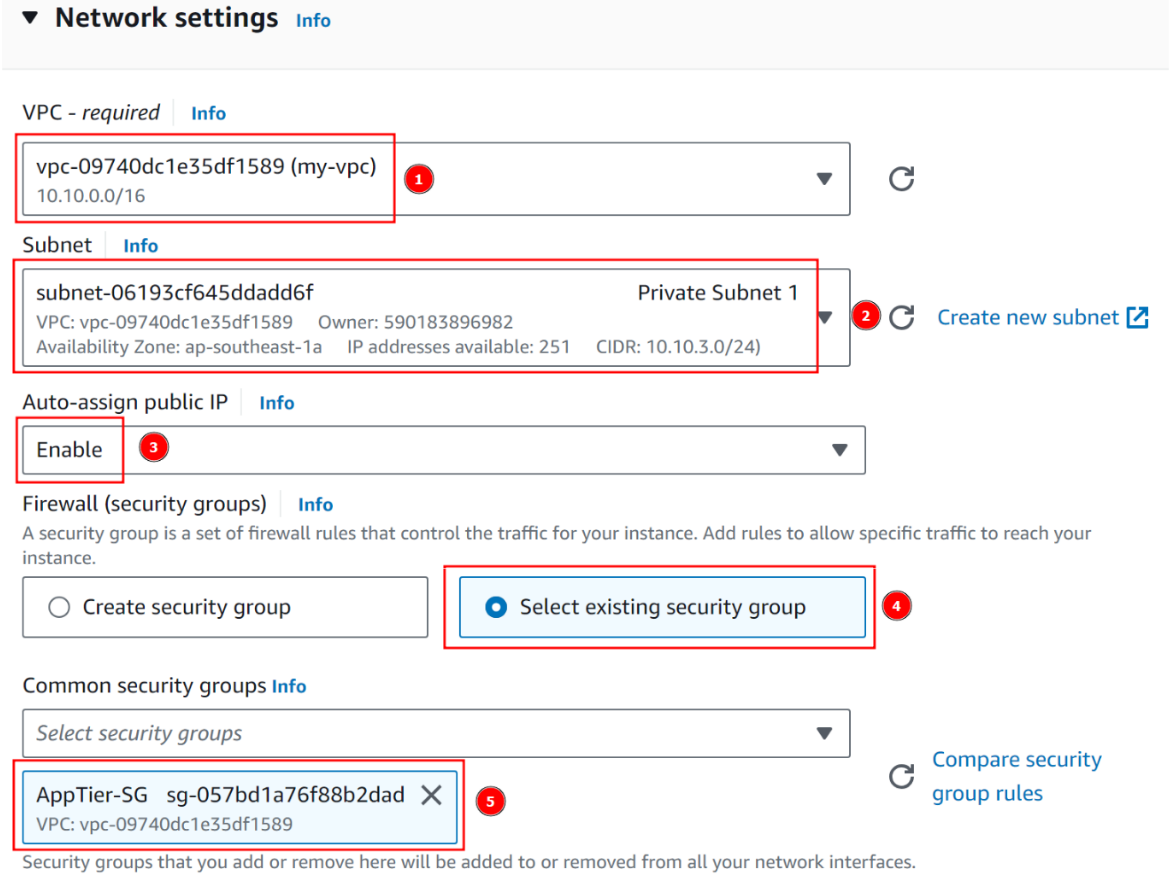 Network settings Info
VPC - required Info
vpc-09740dc1e35df1589 (my-vpc)
10.10.0.0/16
1
Subnet Info
subnet-06193cf645ddadd6f Private Subnet 1
VPC: vpc-09740dc1e35df1589 Owner: 590183896982
Availability Zone: ap-southeast-1a IP addresses available: 251 CIDR: 10.10.3.0/24)
2
Create new subnet
Auto-assign public IP Info
Enable
3
Firewall (security groups) Info
A security group is a set of firewall rules that control the traffic for your instance. Add rules to allow specific traffic to reach your
instance.
Create security group
Select existing security group
4
Common security groups Info
Select security groups
AppTier-SG sg-057bd1a76f88b2dad
VPC: vpc-09740dc1e35df1589
5
Compare security
group rules
Security groups that you add or remove here will be added to or removed from all your network interfaces.